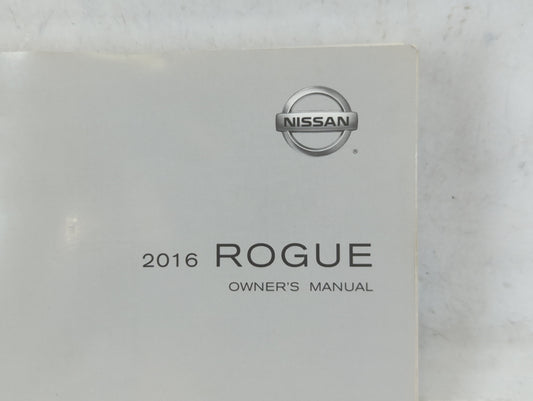 NISSAN
®
2016 ROGUE
OWNER'S MANUAL